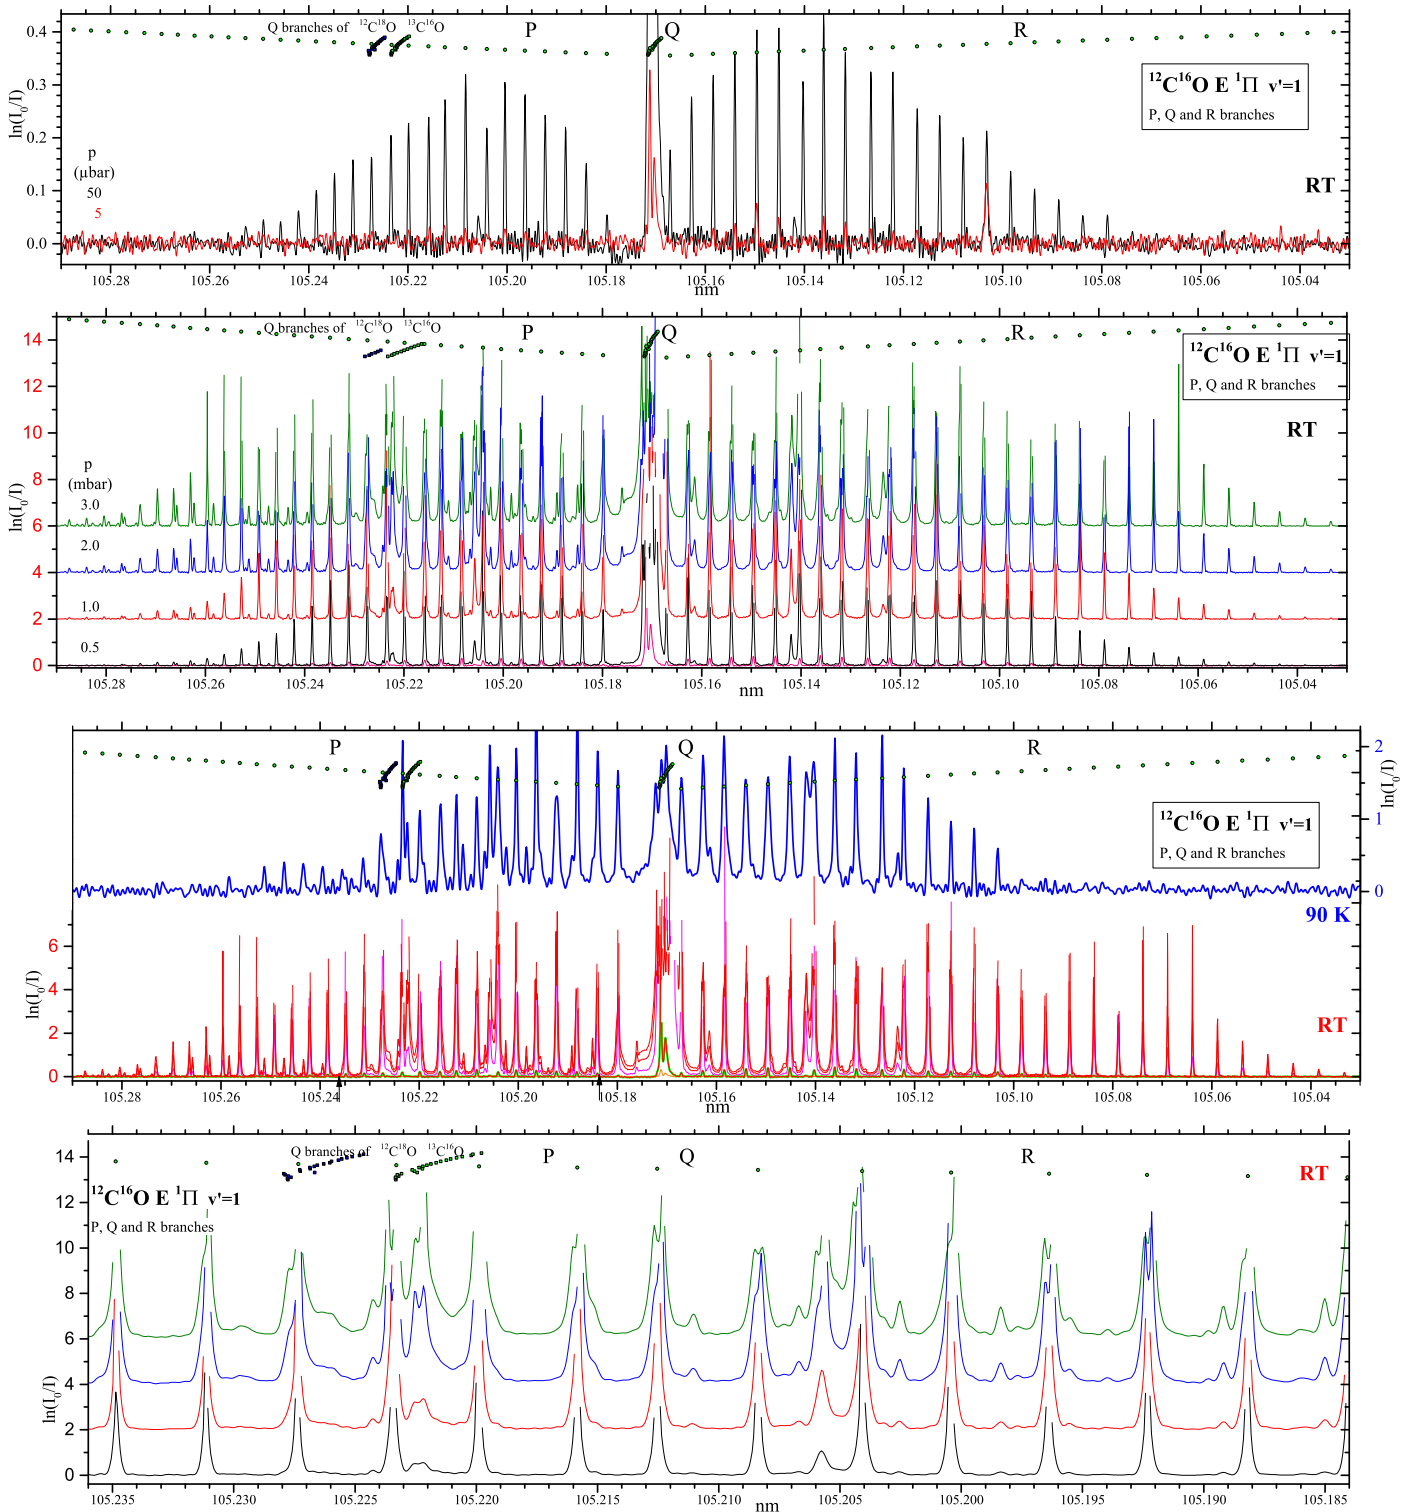 Q branches of ¹²C¹⁸O ¹³C¹⁶O P Q R
0.4
0.3
0.2
0.1
0.0
ln(I₀/I)
¹²C¹⁶O E ¹Π v'=1
P, Q and R branches
p
(µbar)
50
5
RT
105.28 105.26 105.24 105.22 105.20 105.18 105.16 105.14 105.12 105.10 105.08 105.06 105.04
nm
Q branches of ¹²C¹⁸O ¹³C¹⁶O P Q R
14
12
10
8
6
4
2
0
ln(I₀/I)
¹²C¹⁶O E ¹Π v'=1
P, Q and R branches
RT
p
(mbar)
3.0
2.0
1.0
0.5
105.28 105.26 105.24 105.22 105.20 105.18 105.16 105.14 105.12 105.10 105.08 105.06 105.04
nm
P Q R
2
1
0
ln(I₀/I)
¹²C¹⁶O E ¹Π v'=1
P, Q and R branches
90 K
6
4
2
0
ln(I₀/I)
RT
105.28 105.26 105.24 105.22 105.20 105.18 105.16 105.14 105.12 105.10 105.08 105.06 105.04
nm
Q branches of ¹²C¹⁸O ¹³C¹⁶O P Q R
RT
14
12
10
8
6
4
2
0
ln(I₀/I)
¹²C¹⁶O E ¹Π v'=1
P, Q and R branches
105.235 105.230 105.225 105.220 105.215 105.210 105.205 105.200 105.195 105.190 105.185
nm